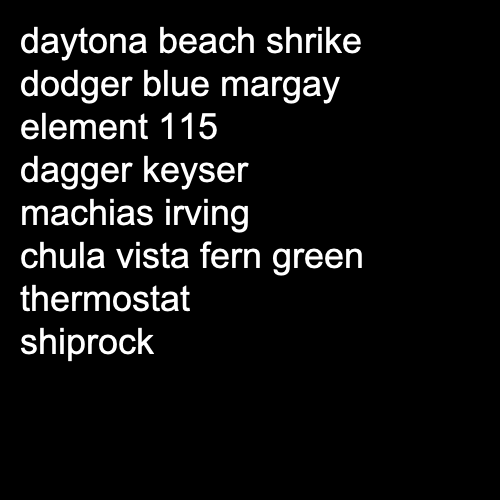 daytona beach shrike
dodger blue margay
element 115
dagger keyser
machias irving
chula vista fern green
thermostat
shiprock